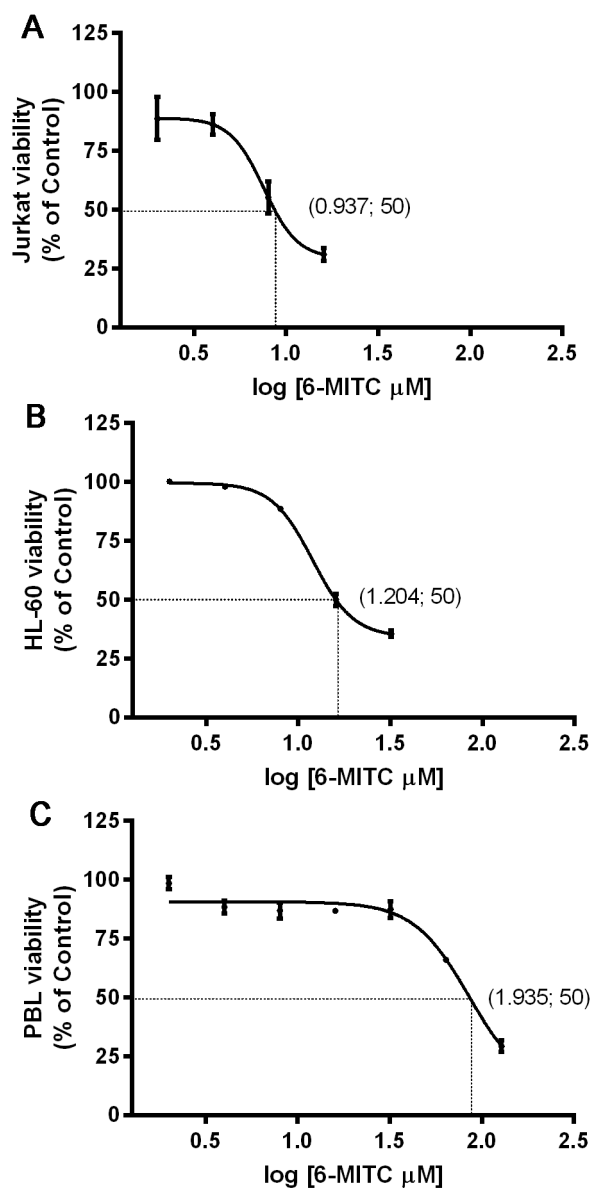 A
Jurkat viability
(% of Control)
125
100
75
50
25
0
(0.937; 50)
0.5 1.0 1.5 2.0 2.5
log [6-MITC μM]
B
HL-60 viability
(% of Control)
125
100
75
50
25
0
(1.204; 50)
0.5 1.0 1.5 2.0 2.5
log [6-MITC μM]
C
PBL viability
(% of Control)
125
100
75
50
25
0
(1.935; 50)
0.5 1.0 1.5 2.0 2.5
log [6-MITC μM]